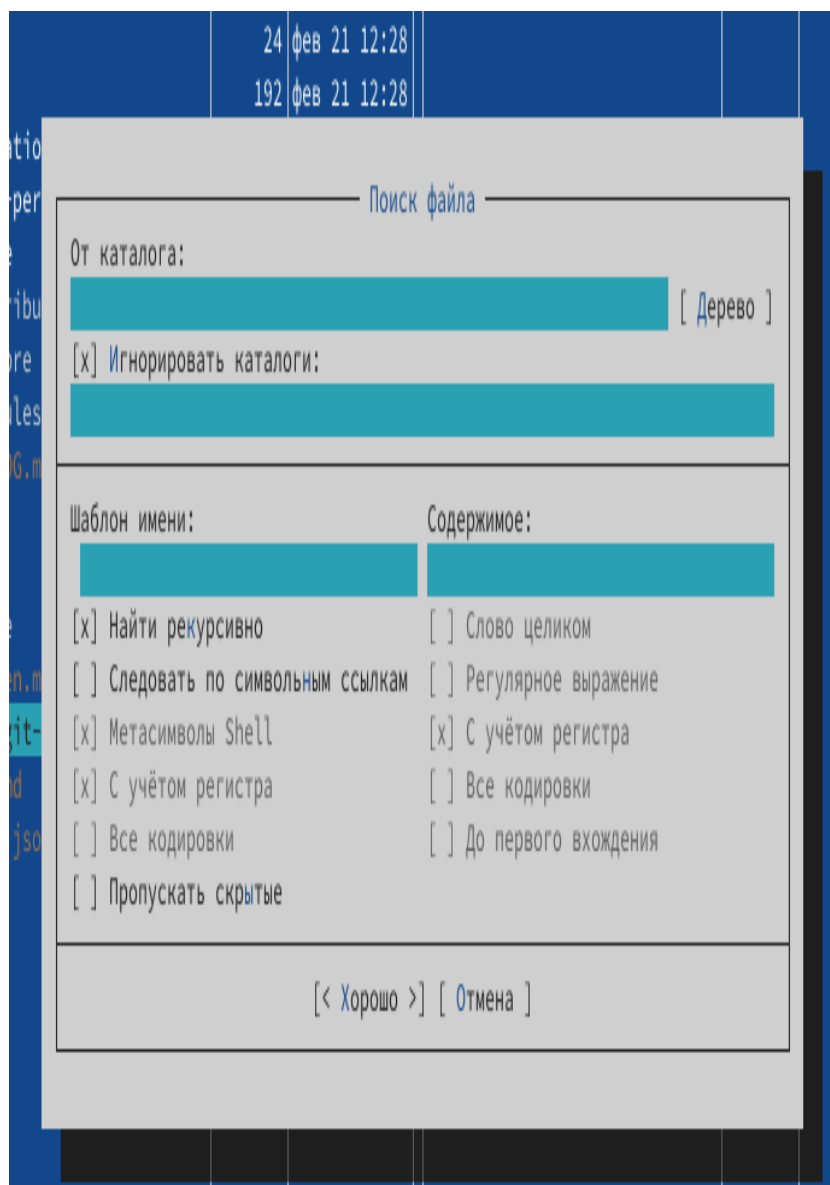 24 фев 21 12:28
192 фев 21 12:28
Поиск файла
От каталога:
[ Дерево ]
[x] Игнорировать каталоги:
Шаблон имени: Содержимое:
[x] Найти рекурсивно [ ] Слово целиком
[ ] Следовать по символьным ссылкам [ ] Регулярное выражение
[x] Метасимволы Shell [x] С учётом регистра
[x] С учётом регистра [ ] Все кодировки
[ ] Все кодировки [ ] До первого вхождения
[ ] Пропускать скрытые
[< Хорошо >] [ Отмена ]